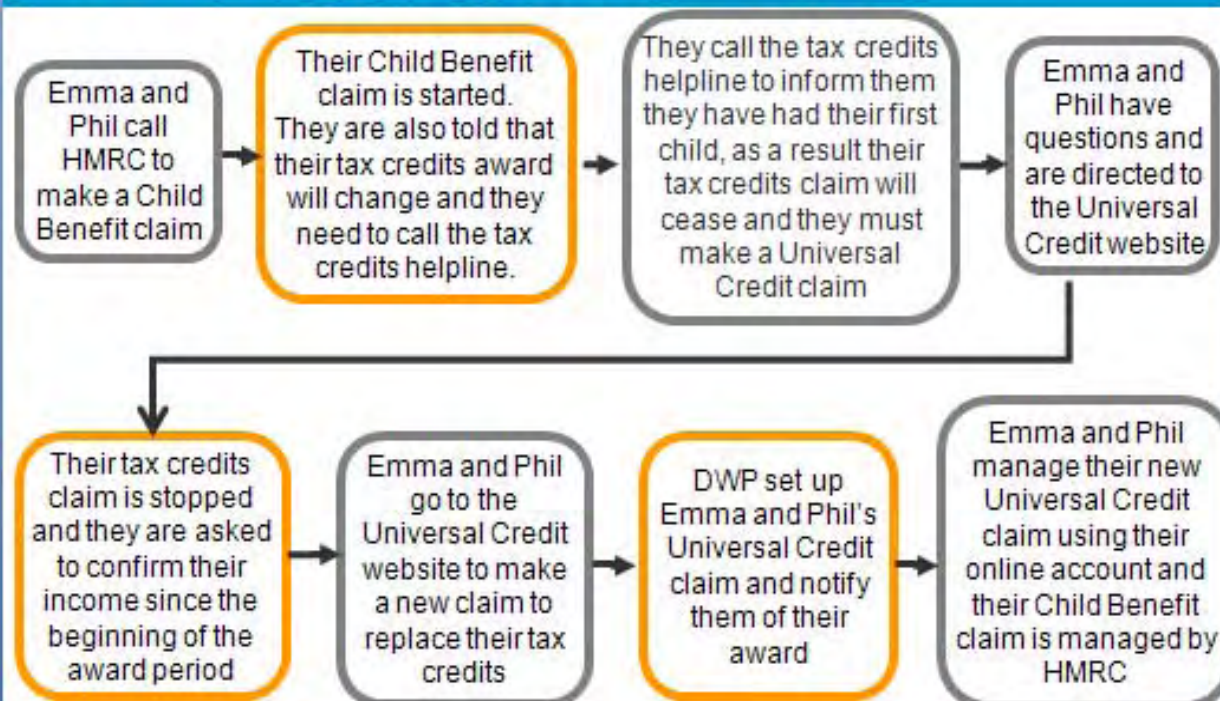 Emma and
Phil call
HMRC to
make a Child
Benefit claim
Their Child Benefit
claim is started.
They are also told that
their tax credits award
will change and they
need to call the tax
credits helpline.
They call the tax credits
helpline to inform them
they have had their first
child, as a result their
tax credits claim will
cease and they must
make a Universal
Credit claim
Emma and
Phil have
questions and
are directed to
the Universal
Credit website
Their tax credits
claim is stopped
and they are asked
to confirm their
income since the
beginning of the
award period
Emma and Phil
go to the
Universal Credit
website to make
a new claim to
replace their tax
credits
DWP set up
Emma and Phil's
Universal Credit
claim and notify
them of their
award
Emma and Phil
manage their new
Universal Credit
claim using their
online account and
their Child Benefit
claim is managed by
HMRC